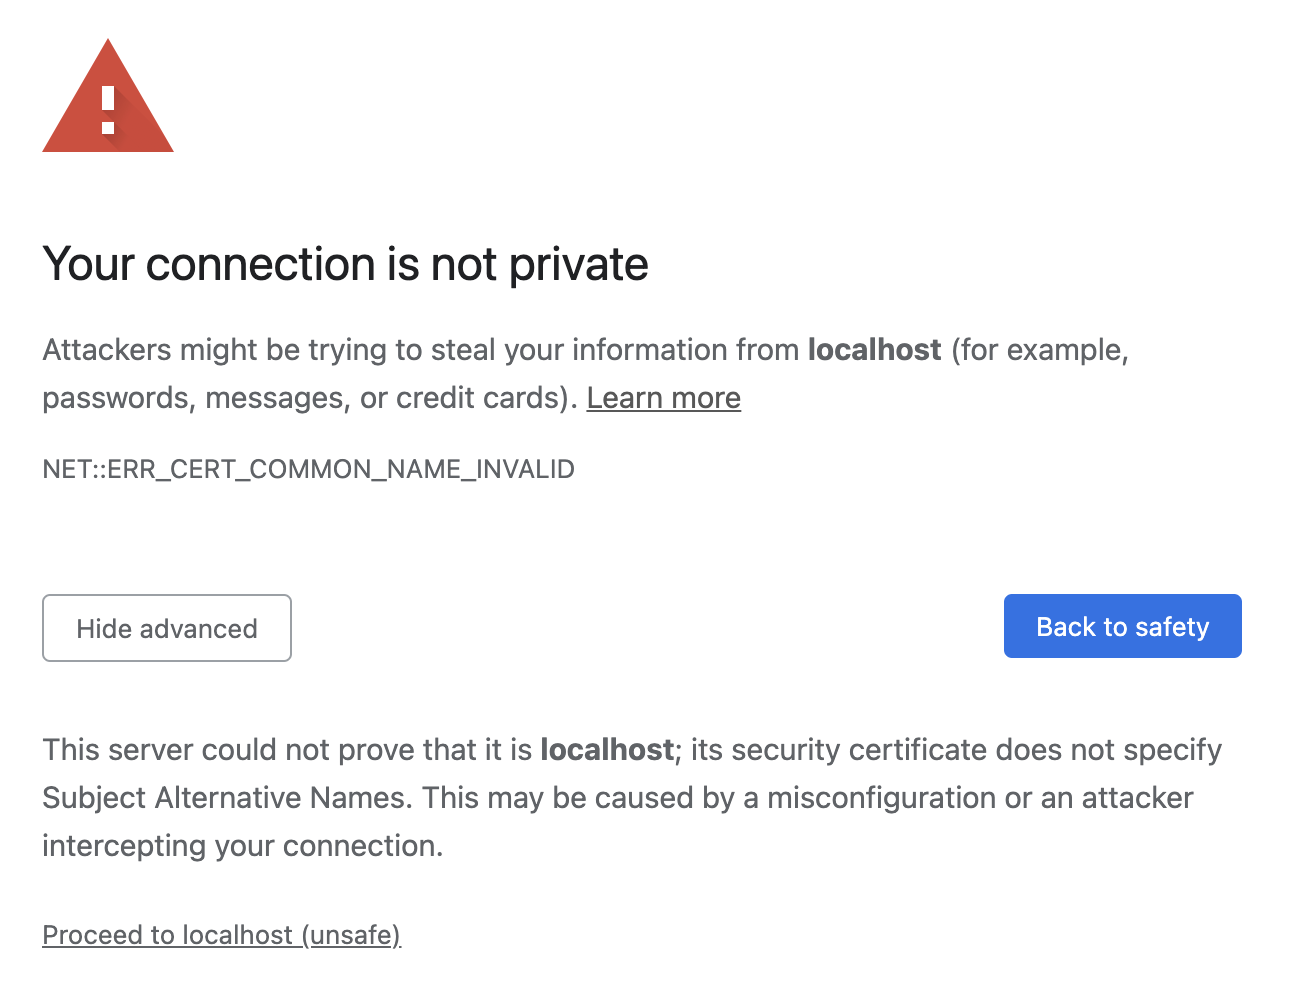 Your connection is not private
Attackers might be trying to steal your information from localhost (for example,
passwords, messages, or credit cards). Learn more
NET::ERR_CERT_COMMON_NAME_INVALID
Hide advanced
Back to safety
This server could not prove that it is localhost; its security certificate does not specify
Subject Alternative Names. This may be caused by a misconfiguration or an attacker
intercepting your connection.
Proceed to localhost (unsafe)